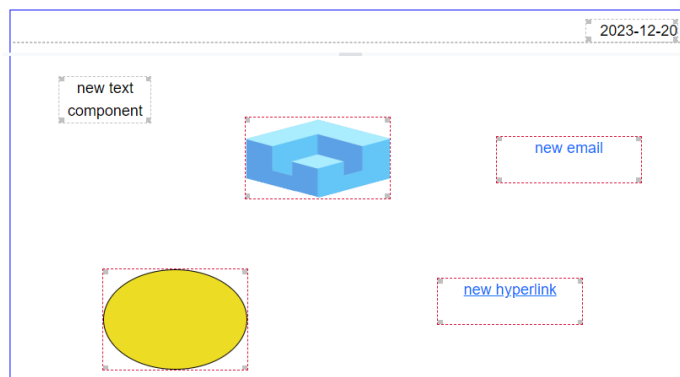 2023-12-20
new text
component
new email
new hyperlink